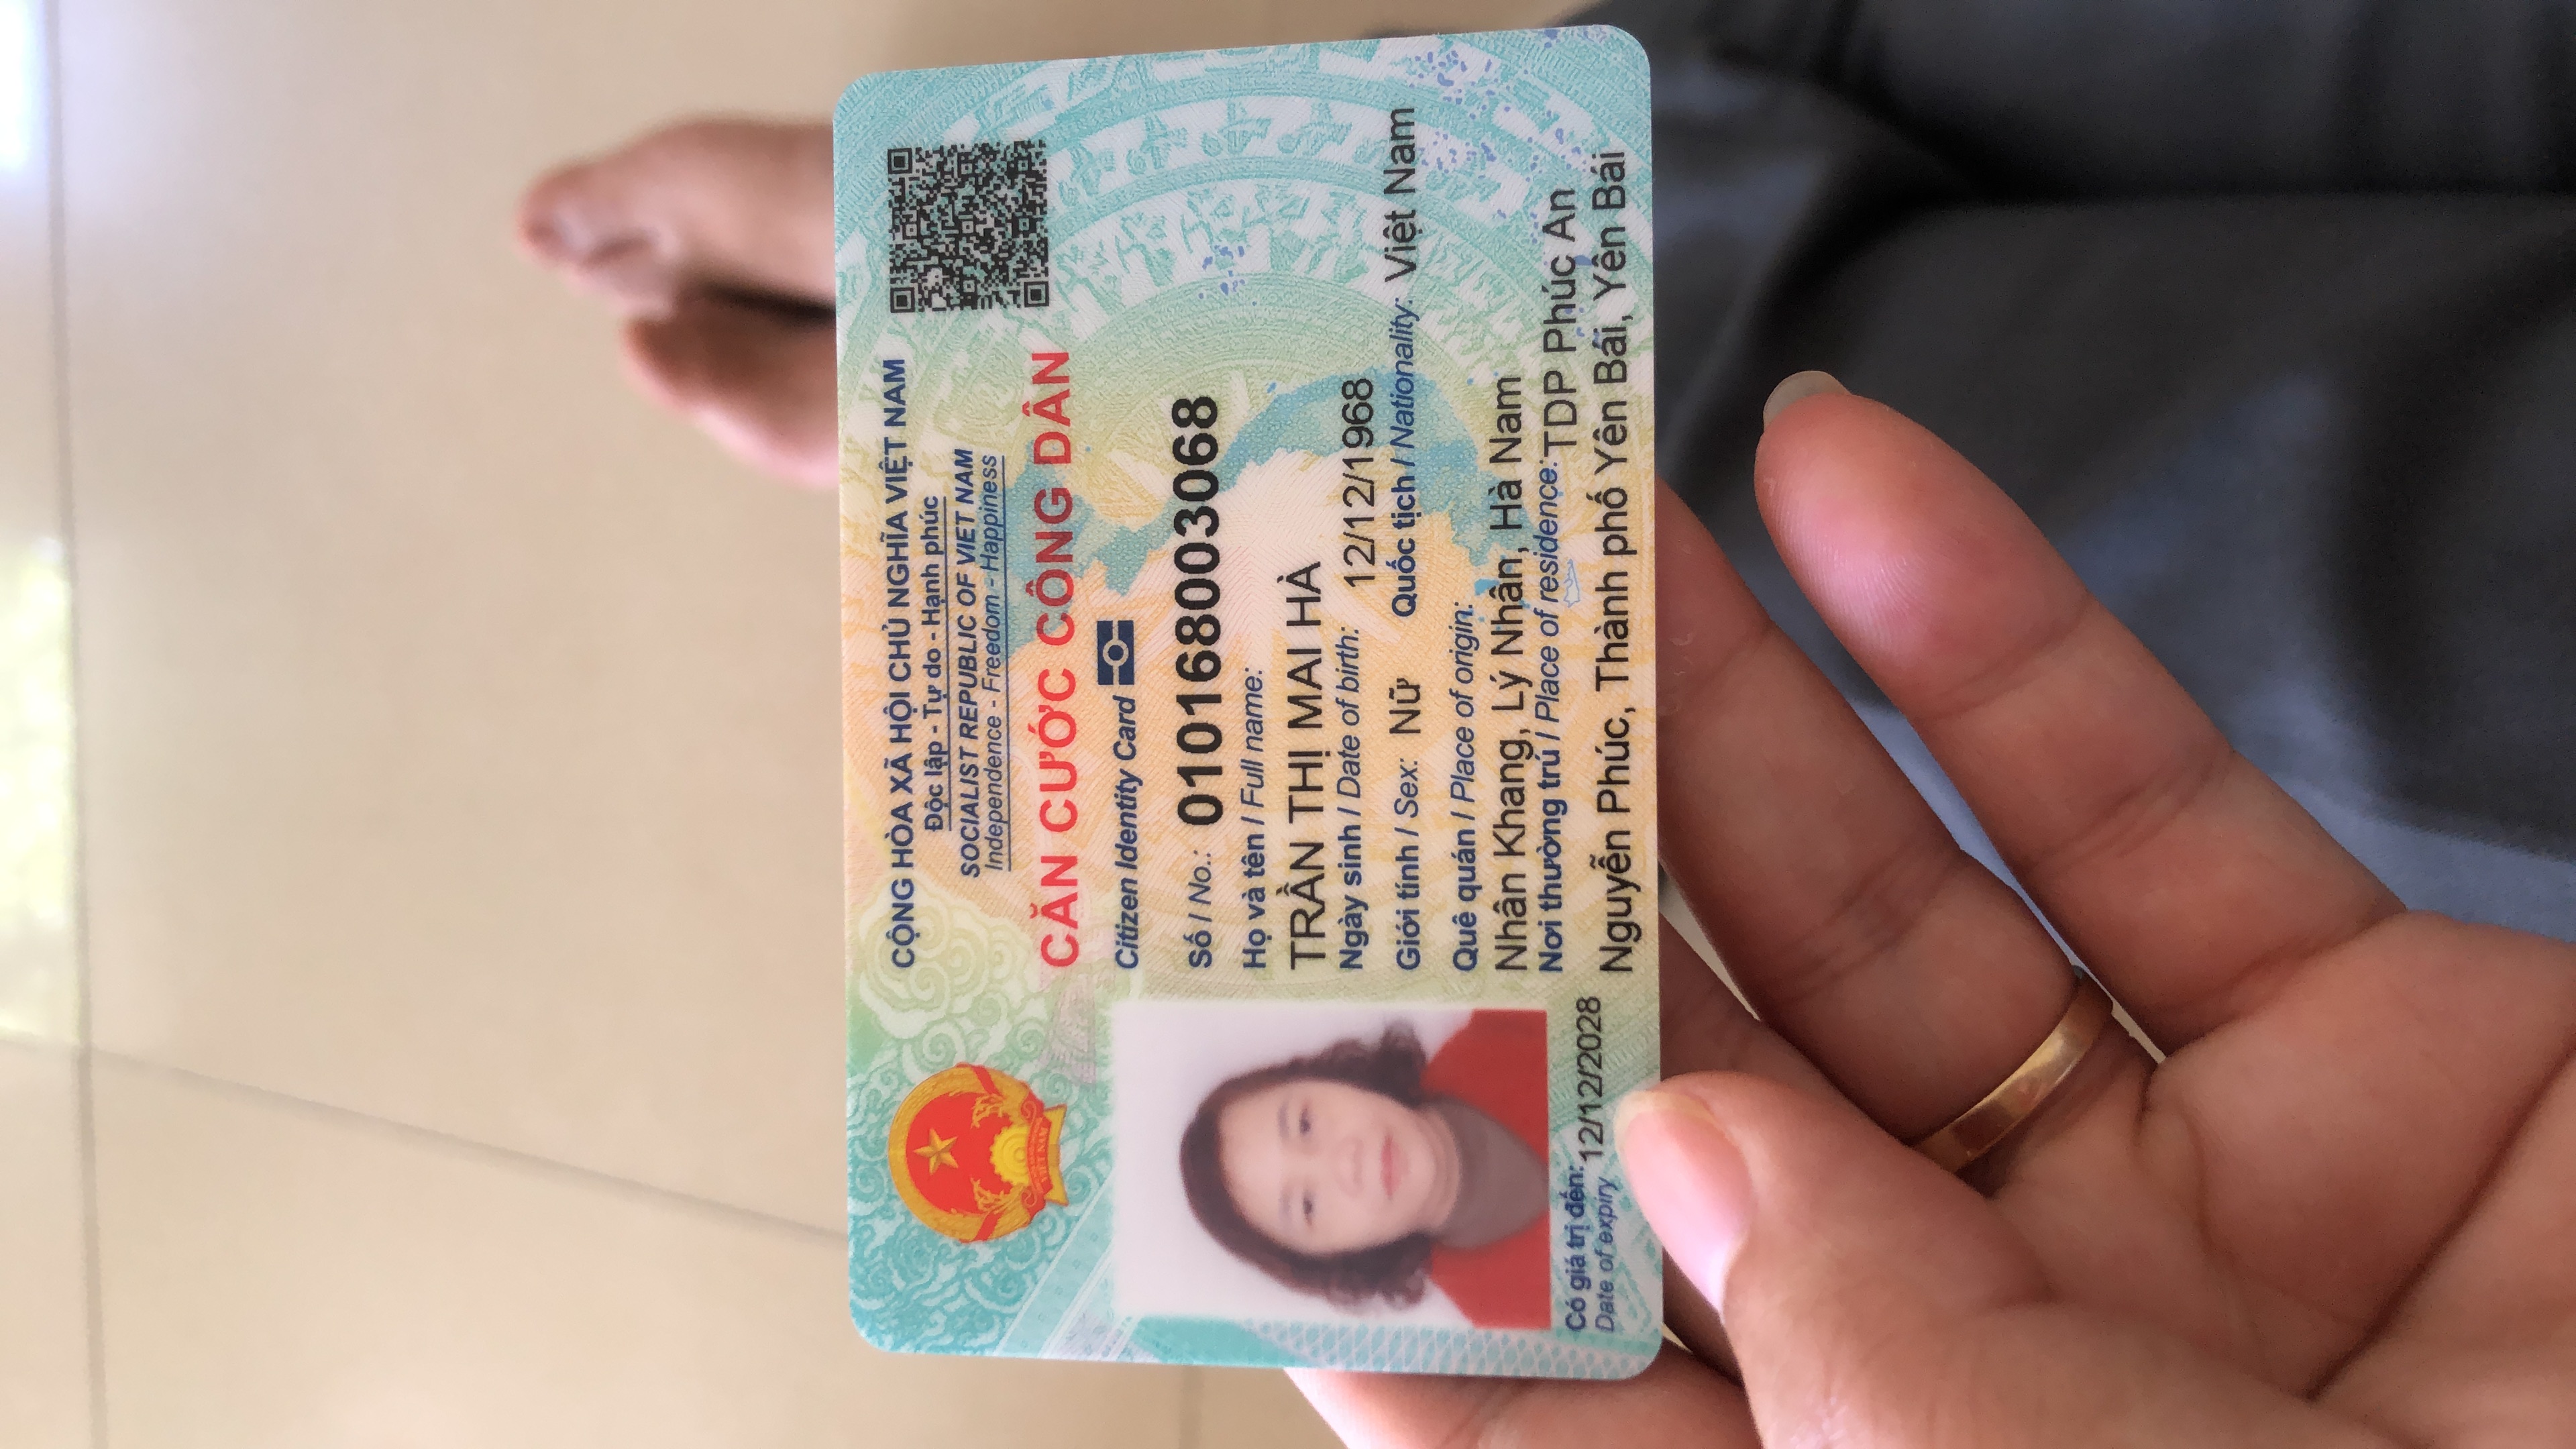 CỘNG HÒA XÃ HỘI CHỦ NGHĨA VIỆT NAM
Độc lập - Tự do - Hạnh phúc
SOCIALIST REPUBLIC OF VIET NAM
Independence - Freedom - Happiness
CĂN CƯỚC CÔNG DÂN
Citizen Identity Card
Số / No.: 010168003068
Họ và tên / Full name:
TRẦN THỊ MAI HÀ
Ngày sinh / Date of birth: 12/12/1968
Giới tính / Sex: Nữ Quốc tịch / Nationality: Việt Nam
Quê quán / Place of origin:
Nhân Khang, Lý Nhân, Hà Nam
Nơi thường trú / Place of residence: TDP Phúc An
Nguyễn Phúc, Thành phố Yên Bái, Yên Bái
Có giá trị đến: 12/12/2028
Date of expiry
VIỆT NAM